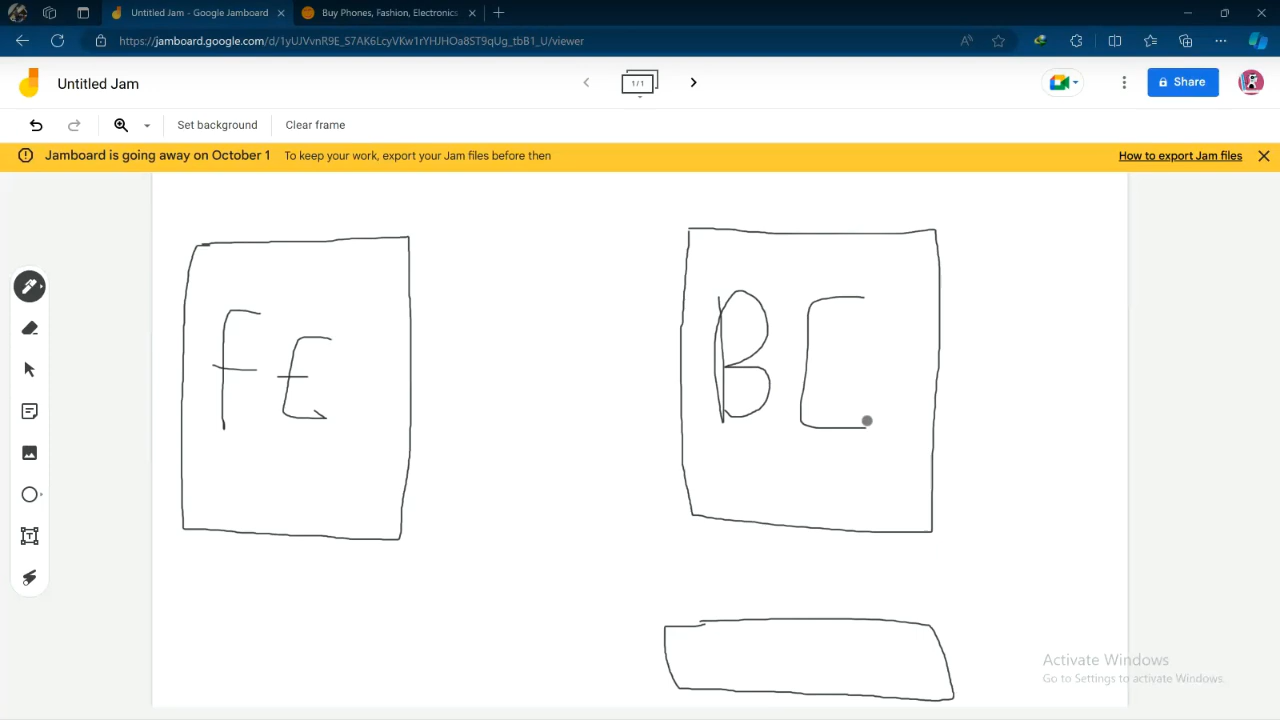 Untitled Jam - Google Jamboard
Buy Phones, Fashion, Electronics
https://jamboard.google.com/d/1yUJVvnR9E_S7AK6LcyVKw1rYHJHOa8ST9qUg_tbB1_U/viewer
Untitled Jam
1/1
Share
Set background
Clear frame
Jamboard is going away on October 1 To keep your work, export your Jam files before then
How to export Jam files
FE
BC
Activate Windows
Go to Settings to activate Windows.